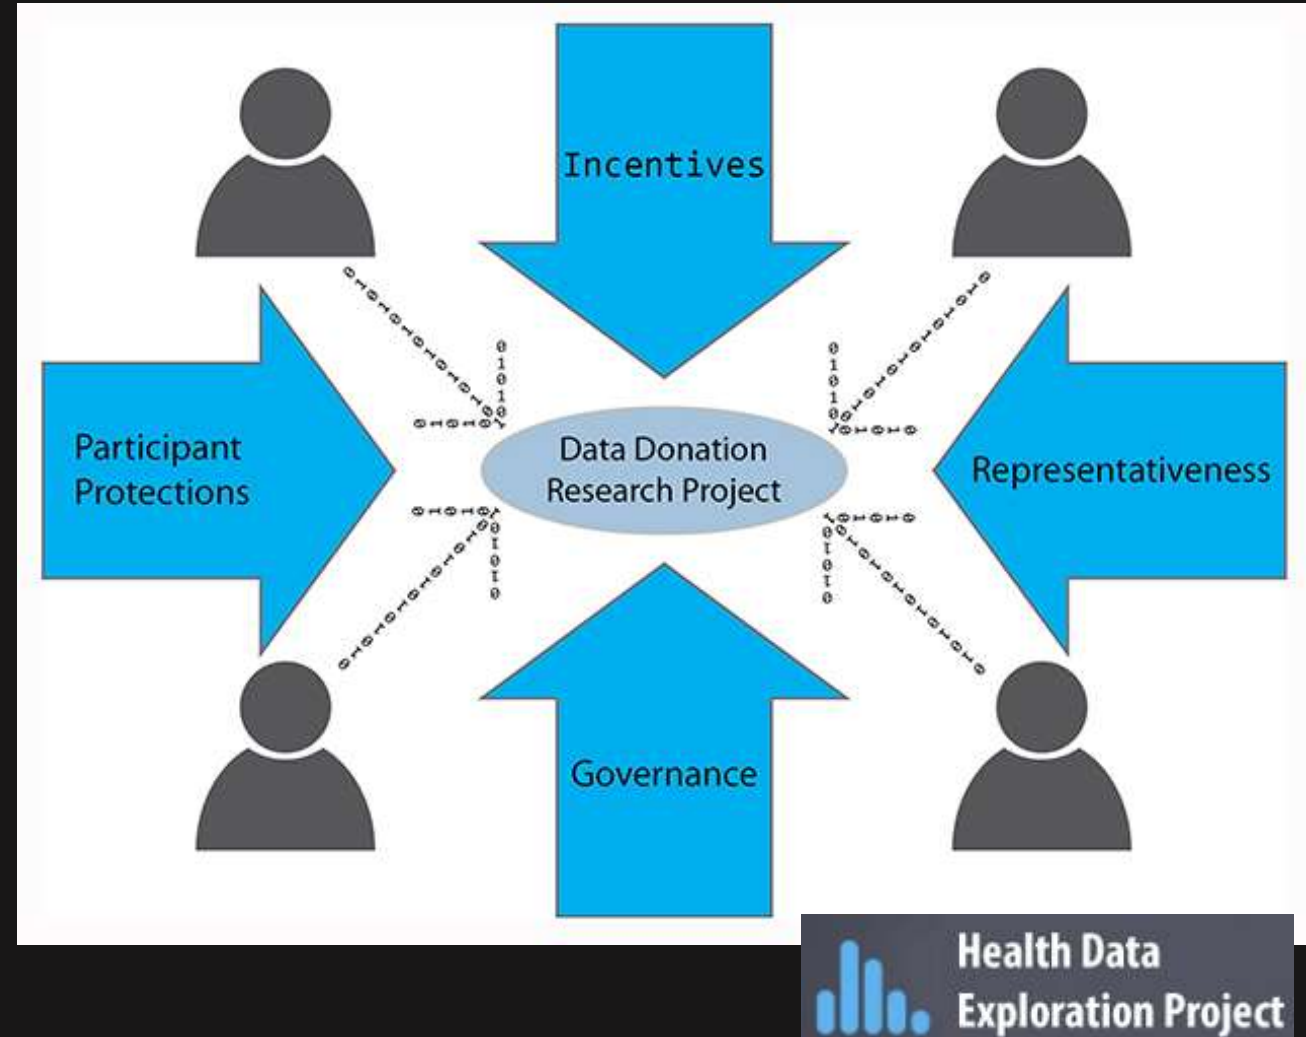 Incentives
Participant
Protections
Data Donation
Research Project
Representativeness
Governance
Health Data
Exploration Project